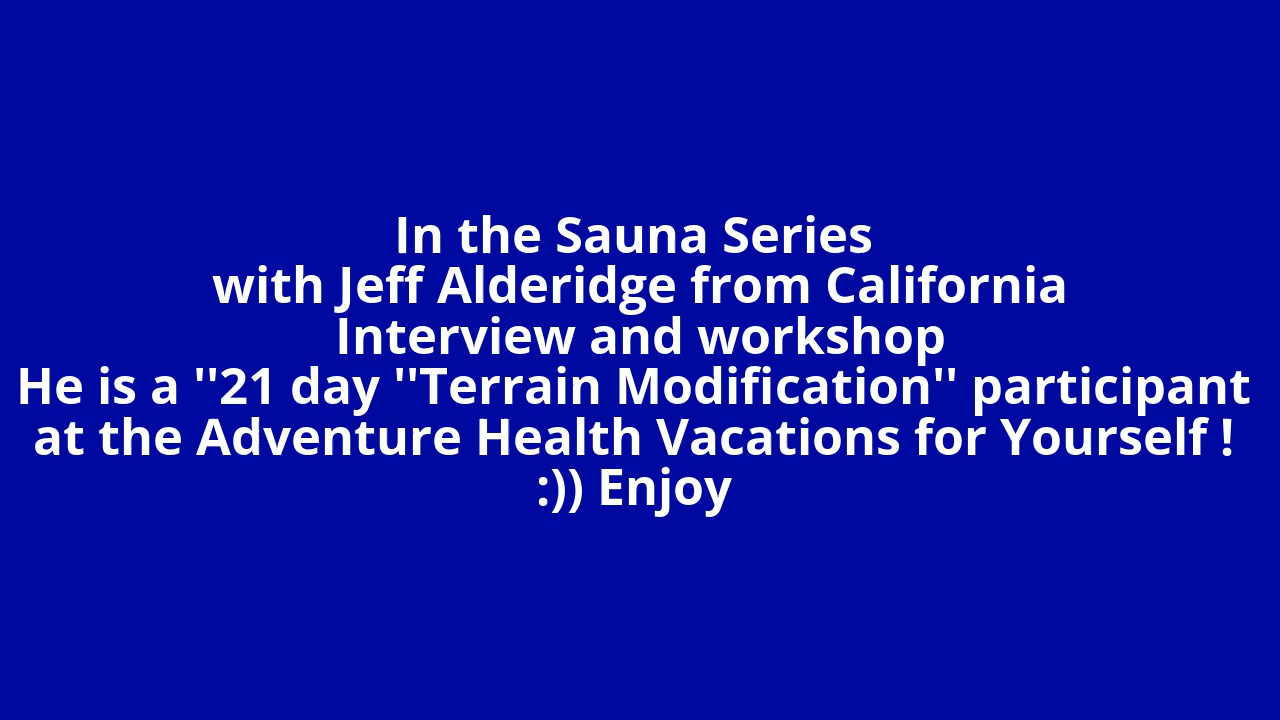 In the Sauna Series
with Jeff Alderidge from California
Interview and workshop
He is a ''21 day ''Terrain Modification'' participant
at the Adventure Health Vacations for Yourself !
:)) Enjoy